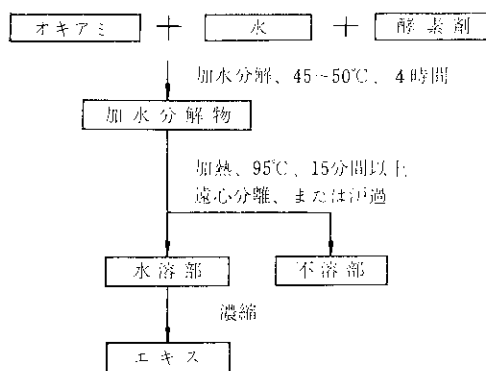 オキアミ + 水 + 酵素剤
加水分解、45~50℃、4時間
加水分解物
加熱、95℃、15分間以上
遠心分離、または沪過
水溶部 不溶部
濃縮
エキス